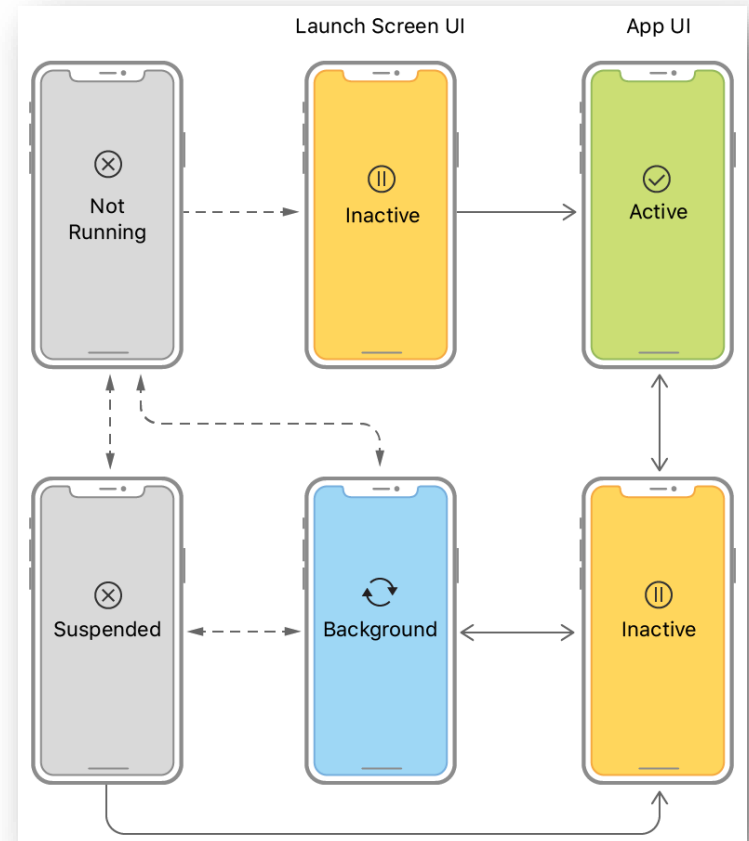 Launch Screen UI
App UI
Not
Running
Inactive
Active
Suspended
Background
Inactive